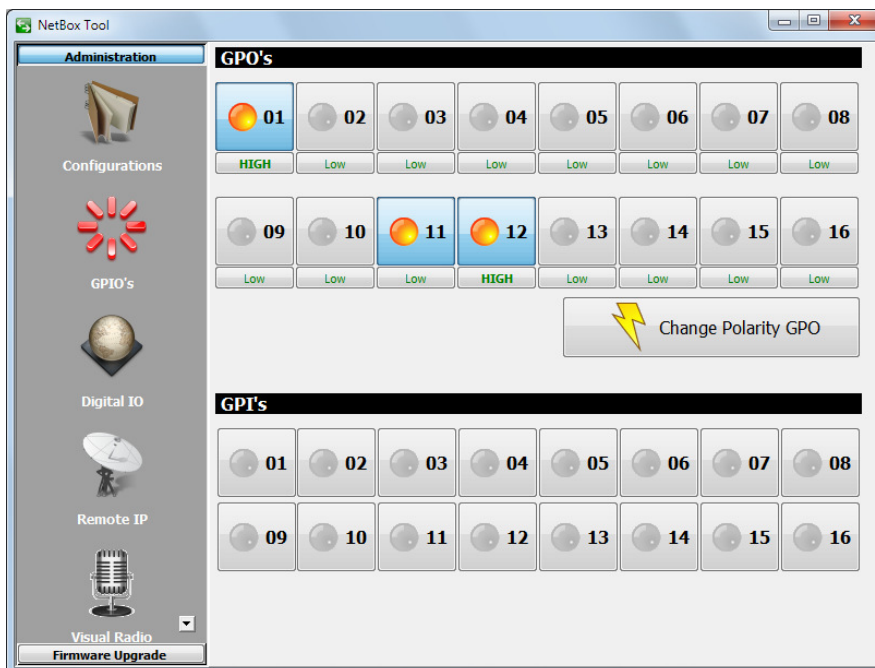 NetBox Tool
Administration
Configurations
GPIO's
Digital IO
Remote IP
Visual Radio
Firmware Upgrade
GPO's
01 02 03 04 05 06 07 08
HIGH Low Low Low Low Low Low Low
09 10 11 12 13 14 15 16
Low Low Low HIGH Low Low Low Low
Change Polarity GPO
GPI's
01 02 03 04 05 06 07 08
09 10 11 12 13 14 15 16